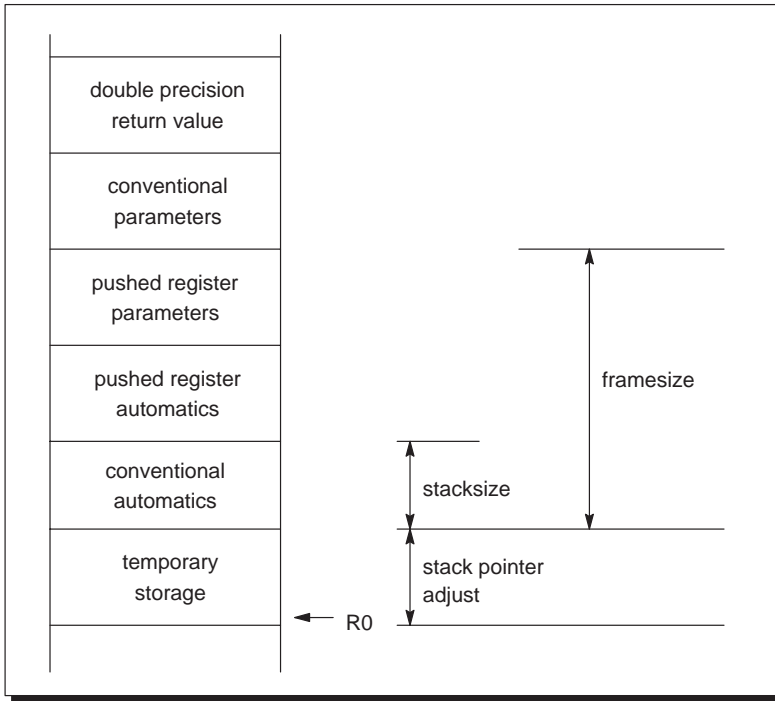 double precision
return value
conventional
parameters
pushed register
parameters
pushed register
automatics
framesize
conventional
automatics
stacksize
temporary
storage
stack pointer
adjust
R0